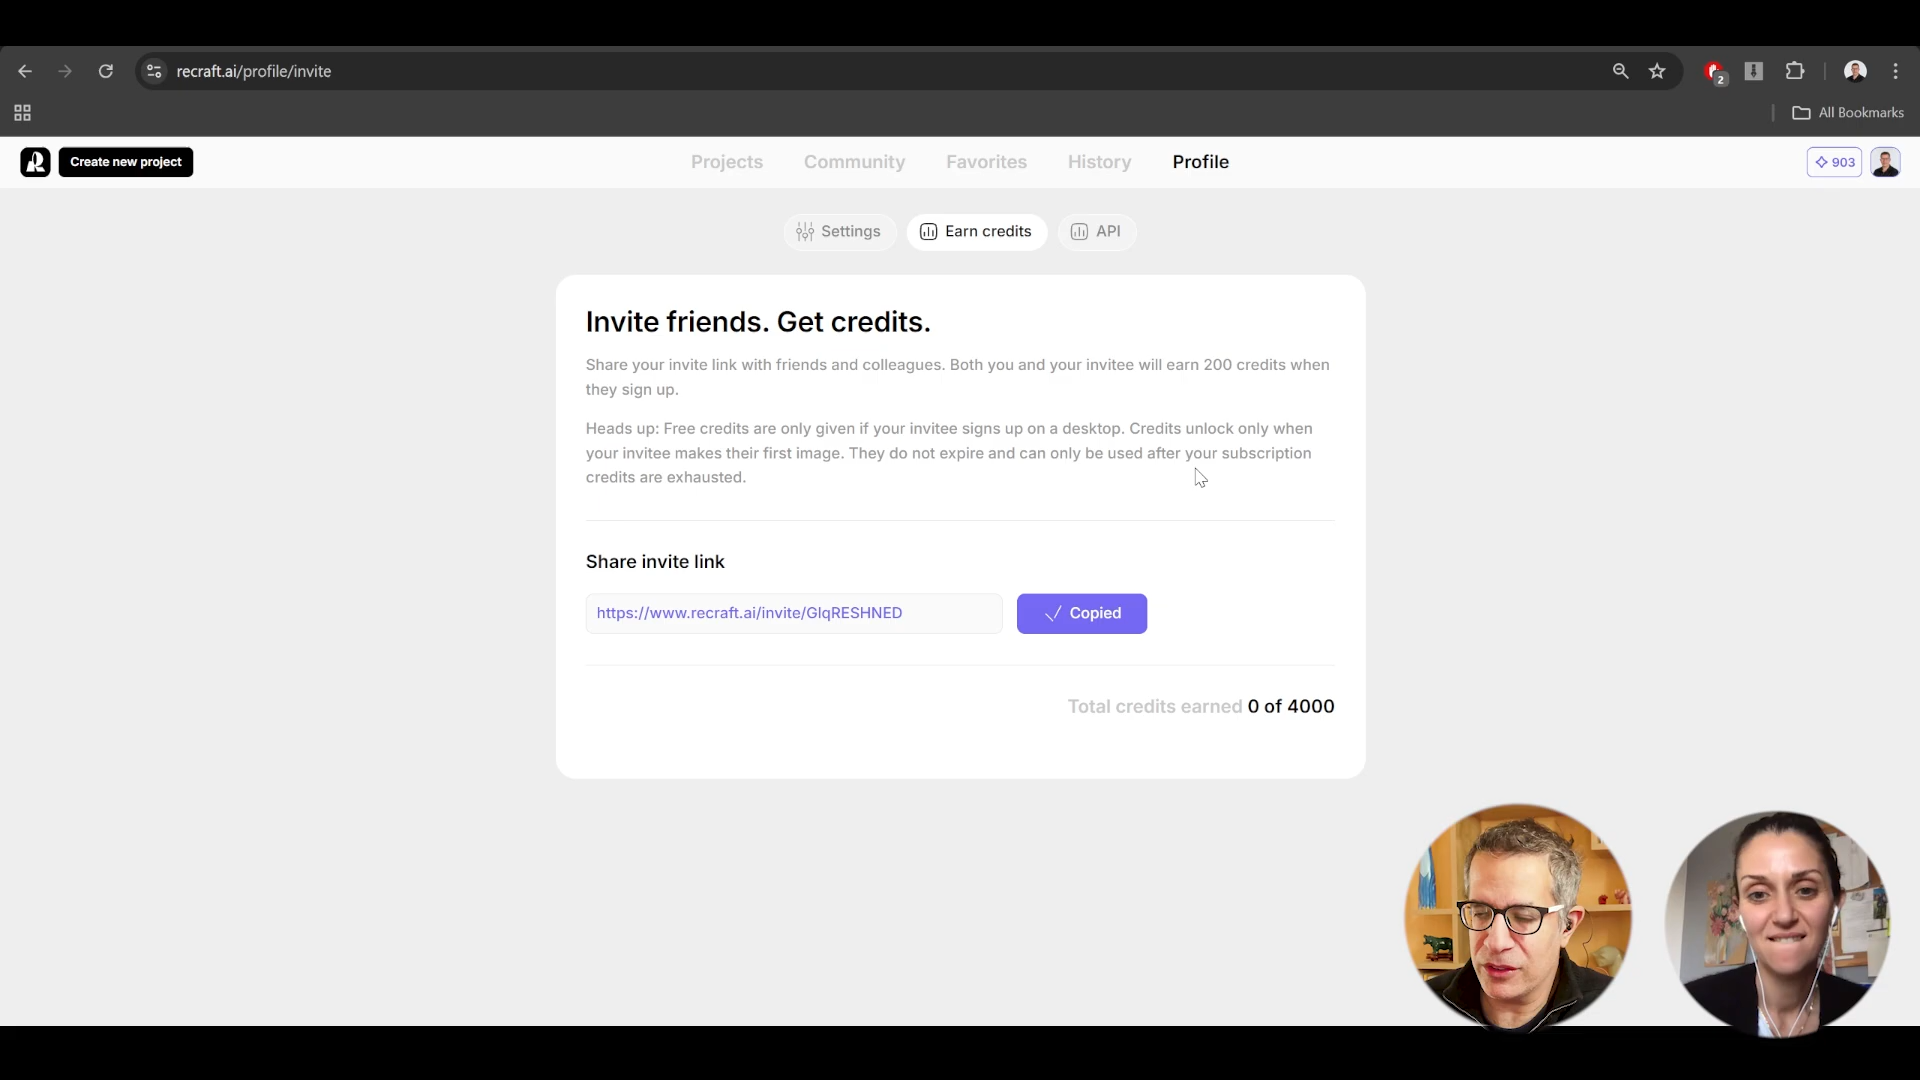 recraft.ai/profile/invite
2
All Bookmarks
Create new project
Projects
Community
Favorites
History
Profile
903
Settings
Earn credits
API
Invite friends. Get credits.
Share your invite link with friends and colleagues. Both you and your invitee will earn 200 credits when
they sign up.
Heads up: Free credits are only given if your invitee signs up on a desktop. Credits unlock only when
your invitee makes their first image. They do not expire and can only be used after your subscription
credits are exhausted.
Share invite link
https://www.recraft.ai/invite/GlqRESHNED
Copied
Total credits earned 0 of 4000